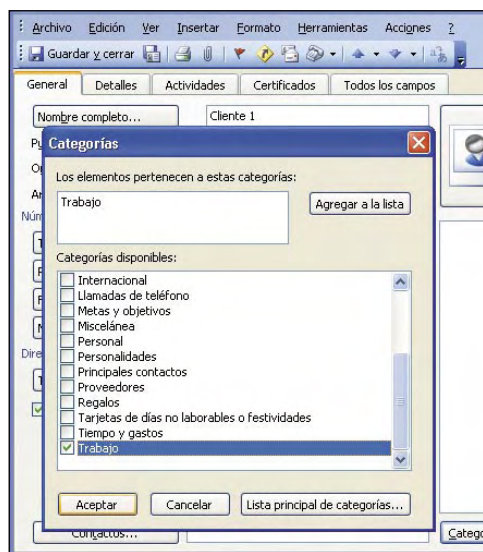 Archivo Edición Ver Insertar Formato Herramientas Acciones ?
Guardar y cerrar
General Detalles Actividades Certificados Todos los campos
Nombre completo... Cliente 1
Categorías
Los elementos pertenecen a estas categorías:
Trabajo
Agregar a la lista
Categorías disponibles:
Internacional
Llamadas de teléfono
Metas y objetivos
Miscelánea
Personal
Personalidades
Principales contactos
Proveedores
Regalos
Tarjetas de días no laborables o festividades
Tiempo y gastos
Trabajo
Aceptar Cancelar Lista principal de categorías...
Contactos...